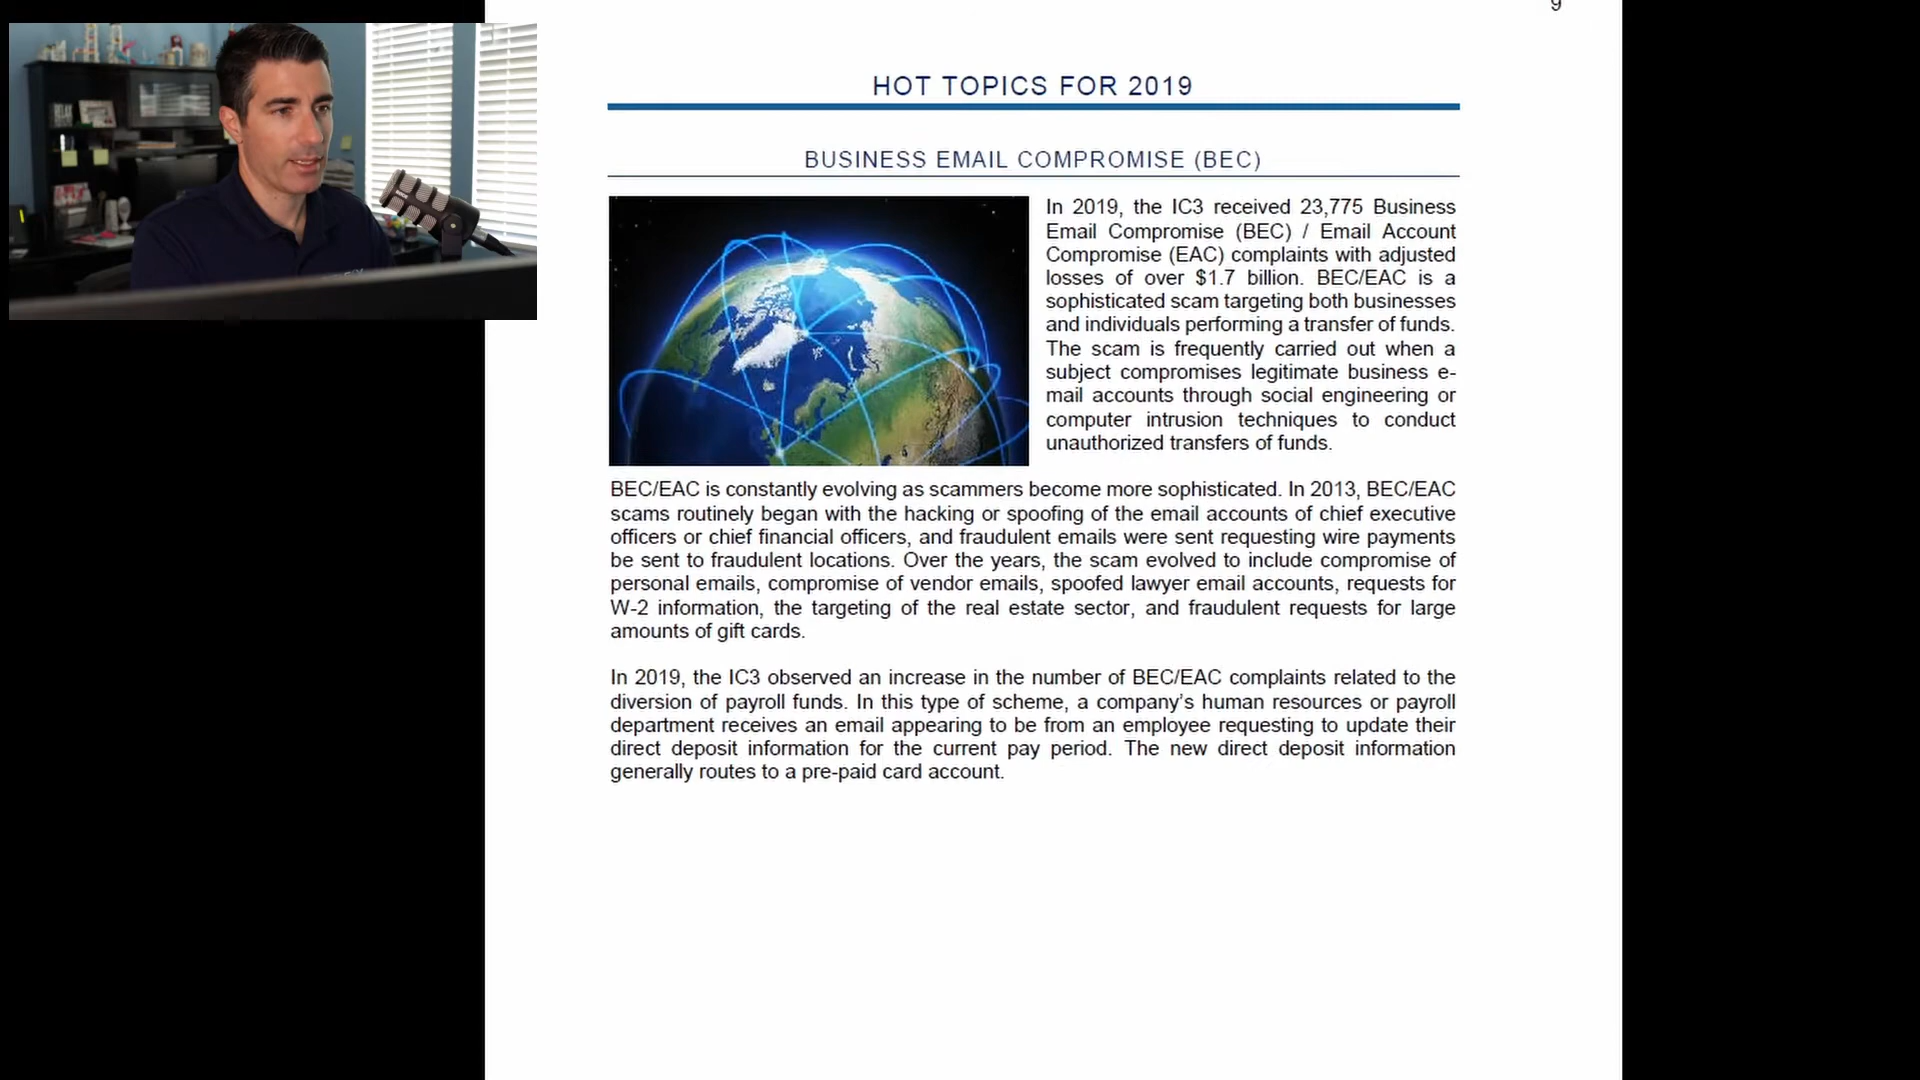 9
HOT TOPICS FOR 2019
BUSINESS EMAIL COMPROMISE (BEC)
In 2019, the IC3 received 23,775 Business
Email Compromise (BEC) / Email Account
Compromise (EAC) complaints with adjusted
losses of over $1.7 billion. BEC/EAC is a
sophisticated scam targeting both businesses
and individuals performing a transfer of funds.
The scam is frequently carried out when a
subject compromises legitimate business e-
mail accounts through social engineering or
computer intrusion techniques to conduct
unauthorized transfers of funds.
BEC/EAC is constantly evolving as scammers become more sophisticated. In 2013, BEC/EAC
scams routinely began with the hacking or spoofing of the email accounts of chief executive
officers or chief financial officers, and fraudulent emails were sent requesting wire payments
be sent to fraudulent locations. Over the years, the scam evolved to include compromise of
personal emails, compromise of vendor emails, spoofed lawyer email accounts, requests for
W-2 information, the targeting of the real estate sector, and fraudulent requests for large
amounts of gift cards.
In 2019, the IC3 observed an increase in the number of BEC/EAC complaints related to the
diversion of payroll funds. In this type of scheme, a company’s human resources or payroll
department receives an email appearing to be from an employee requesting to update their
direct deposit information for the current pay period. The new direct deposit information
generally routes to a pre-paid card account.